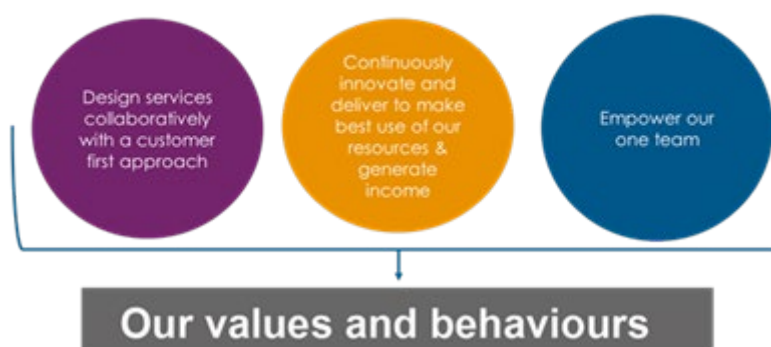 Design services
collaboratively
with a customer
first approach
Continuously
innovate and
deliver to make
best use of our
resources &
generate
income
Empower our
one team
Our values and behaviours